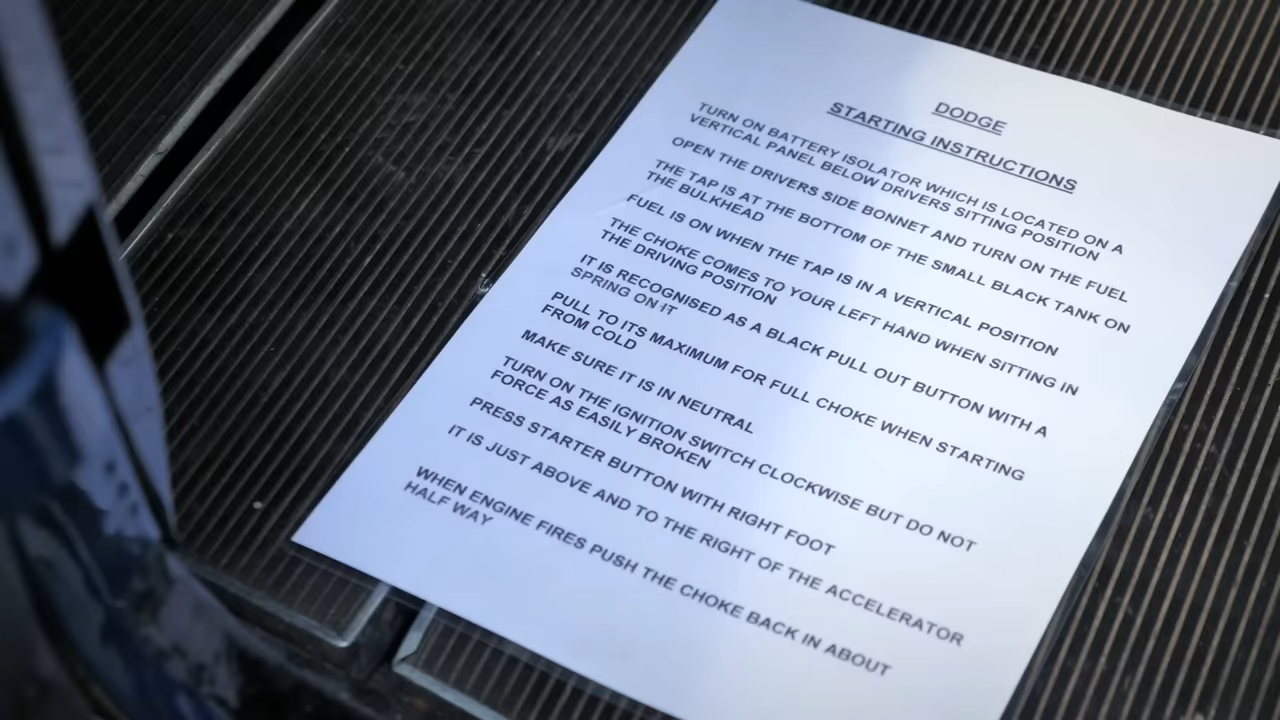 DODGE
STARTING INSTRUCTIONS
TURN ON BATTERY ISOLATOR WHICH IS LOCATED ON A
VERTICAL PANEL BELOW DRIVERS SITTING POSITION
OPEN THE DRIVERS SIDE BONNET AND TURN ON THE FUEL
THE TAP IS AT THE BOTTOM OF THE SMALL BLACK TANK ON
THE BULKHEAD
FUEL IS ON WHEN THE TAP IS IN A VERTICAL POSITION
THE CHOKE COMES TO YOUR LEFT HAND WHEN SITTING IN
THE DRIVING POSITION
IT IS RECOGNISED AS A BLACK PULL OUT BUTTON WITH A
SPRING ON IT
PULL TO ITS MAXIMUM FOR FULL CHOKE WHEN STARTING
FROM COLD
MAKE SURE IT IS IN NEUTRAL
TURN ON THE IGNITION SWITCH CLOCKWISE BUT DO NOT
FORCE AS EASILY BROKEN
PRESS STARTER BUTTON WITH RIGHT FOOT
IT IS JUST ABOVE AND TO THE RIGHT OF THE ACCELERATOR
WHEN ENGINE FIRES PUSH THE CHOKE BACK IN ABOUT
HALF WAY